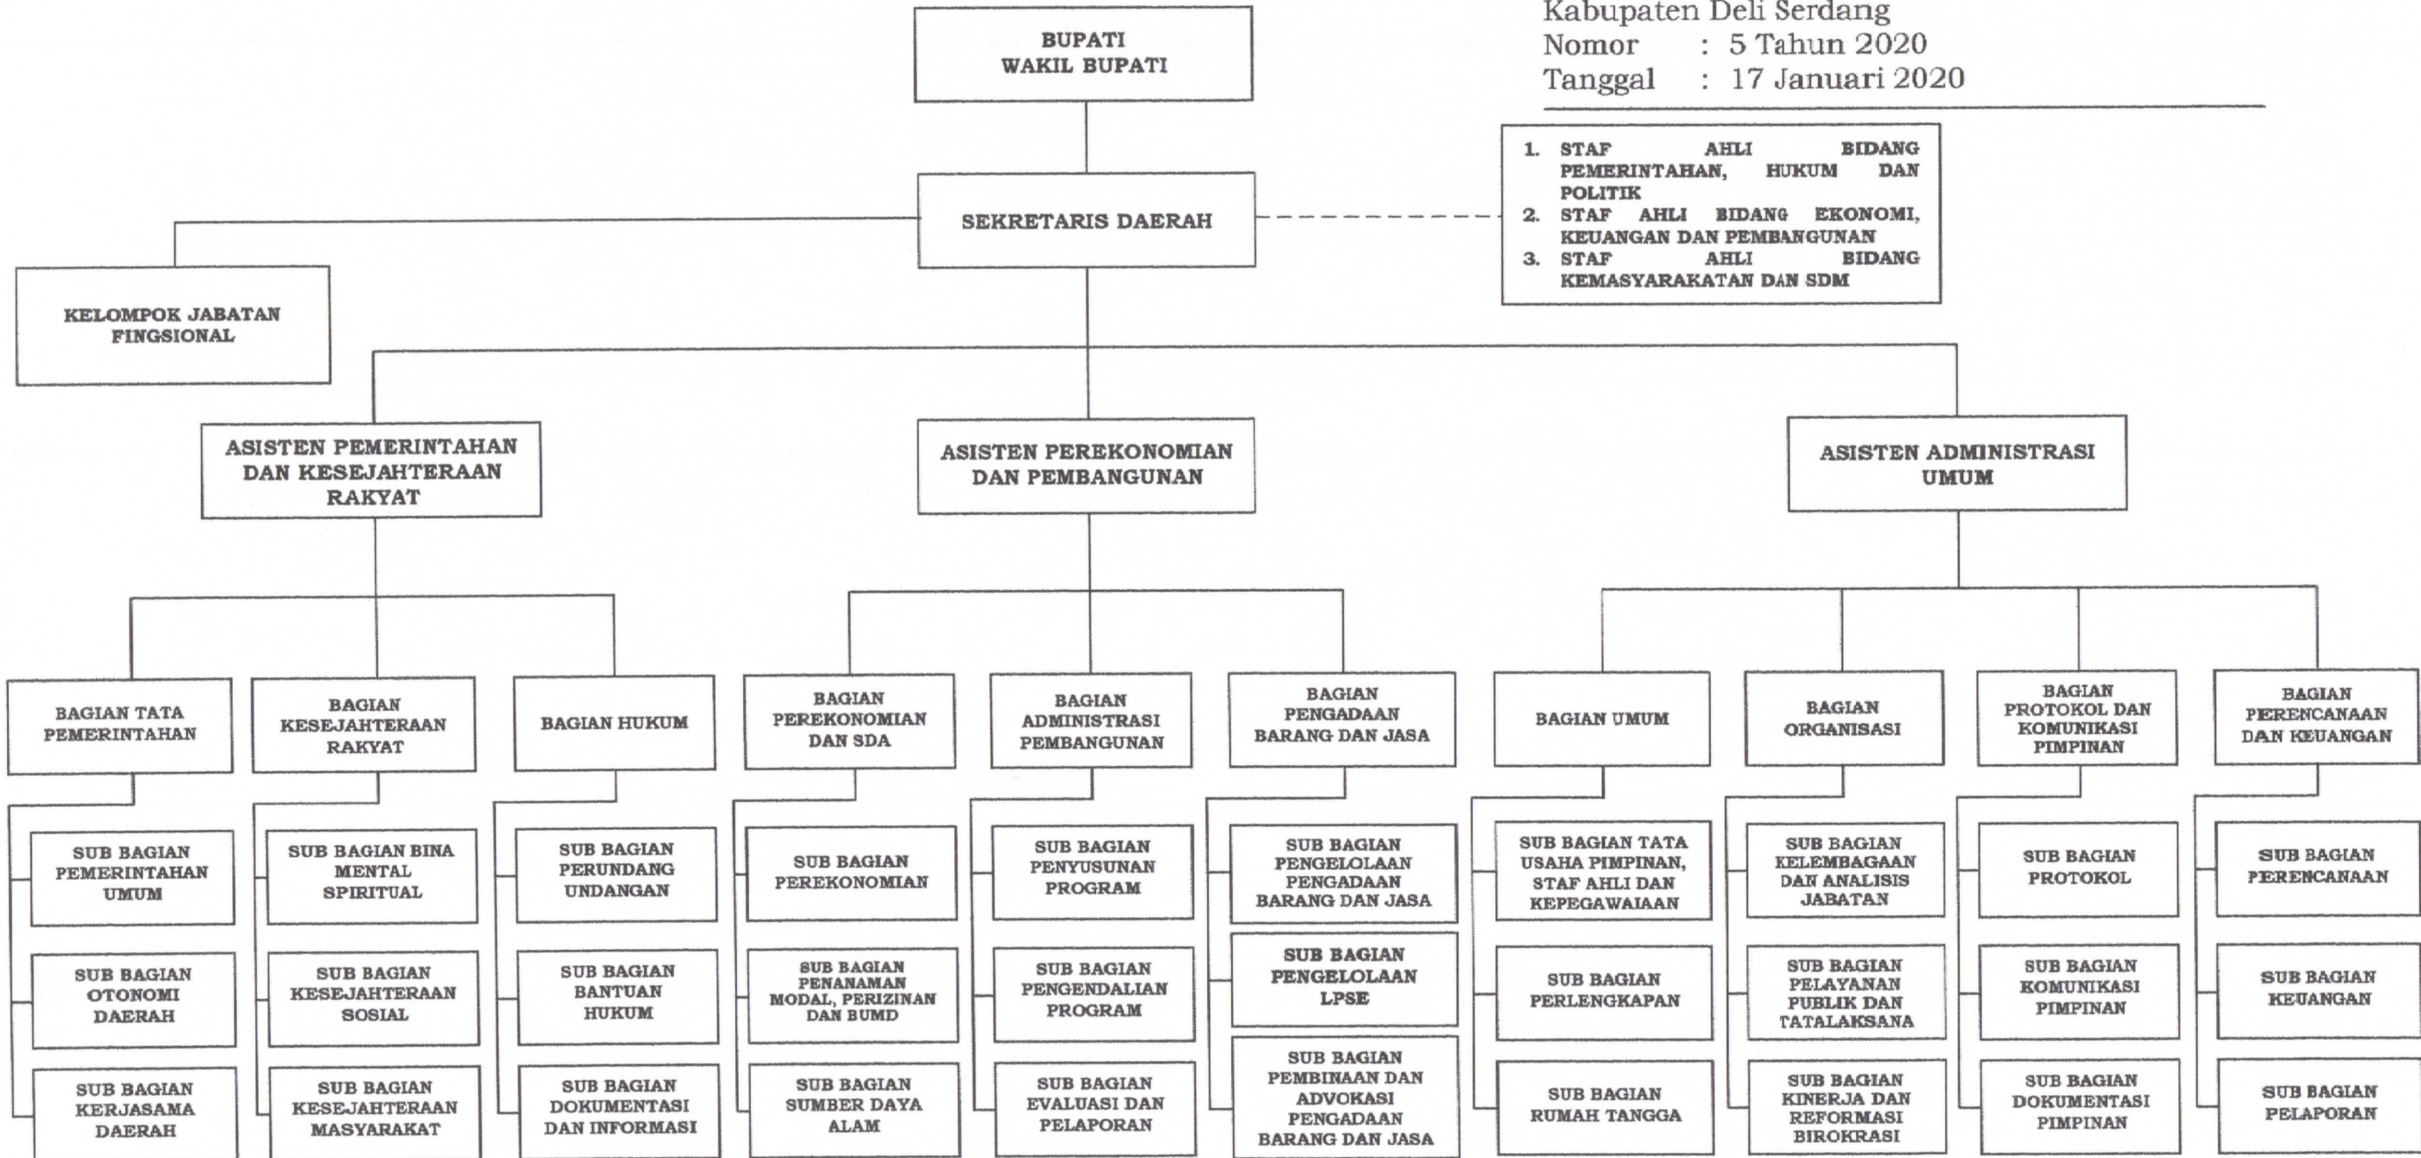 Kabupaten Deli Serdang
Nomor : 5 Tahun 2020
Tanggal : 17 Januari 2020
BUPATI
WAKIL BUPATI
SEKRETARIS DAERAH
1. STAF AHLI BIDANG
PEMERINTAHAN, HUKUM DAN
POLITIK
2. STAF AHLI BIDANG EKONOMI,
KEUANGAN DAN PEMBANGUNAN
3. STAF AHLI BIDANG
KEMASYARAKATAN DAN SDM
KELOMPOK JABATAN
FINGSIONAL
ASISTEN PEMERINTAHAN
DAN KESEJAHTERAAN
RAKYAT
ASISTEN PEREKONOMIAN
DAN PEMBANGUNAN
ASISTEN ADMINISTRASI
UMUM
BAGIAN TATA
PEMERINTAHAN
BAGIAN
KESEJAHTERAAN
RAKYAT
BAGIAN HUKUM
BAGIAN
PEREKONOMIAN
DAN SDA
BAGIAN
ADMINISTRASI
PEMBANGUNAN
BAGIAN
PENGADAAN
BARANG DAN JASA
BAGIAN UMUM
BAGIAN
ORGANISASI
BAGIAN
PROTOKOL DAN
KOMUNIKASI
PIMPINAN
BAGIAN
PERENCANAAN
DAN KEUANGAN
SUB BAGIAN
PEMERINTAHAN
UMUM
SUB BAGIAN BINA
MENTAL
SPIRITUAL
SUB BAGIAN
PERUNDANG
UNDANGAN
SUB BAGIAN
PEREKONOMIAN
SUB BAGIAN
PENYUSUNAN
PROGRAM
SUB BAGIAN
PENGELOLAAN
PENGADAAN
BARANG DAN JASA
SUB BAGIAN TATA
USAHA PIMPINAN,
STAF AHLI DAN
KEPEGAWAIAAN
SUB BAGIAN
KELEMBAGAAN
DAN ANALISIS
JABATAN
SUB BAGIAN
PROTOKOL
SUB BAGIAN
PERENCANAAN
SUB BAGIAN
OTONOMI
DAERAH
SUB BAGIAN
KESEJAHTERAAN
SOSIAL
SUB BAGIAN
BANTUAN
HUKUM
SUB BAGIAN
PENANAMAN
MODAL, PERIZINAN
DAN BUMD
SUB BAGIAN
PENGENDALIAN
PROGRAM
SUB BAGIAN
PENGELOLAAN
LPSE
SUB BAGIAN
PERLENGKAPAN
SUB BAGIAN
PELAYANAN
PUBLIK DAN
TATALAKSANA
SUB BAGIAN
KOMUNIKASI
PIMPINAN
SUB BAGIAN
KEUANGAN
SUB BAGIAN
KERJASAMA
DAERAH
SUB BAGIAN
KESEJAHTERAAN
MASYARAKAT
SUB BAGIAN
DOKUMENTASI
DAN INFORMASI
SUB BAGIAN
SUMBER DAYA
ALAM
SUB BAGIAN
EVALUASI DAN
PELAPORAN
SUB BAGIAN
PEMBINAAN DAN
ADVOKASI
PENGADAAN
BARANG DAN JASA
SUB BAGIAN
RUMAH TANGGA
SUB BAGIAN
KINERJA DAN
REFORMASI
BIROKRASI
SUB BAGIAN
DOKUMENTASI
PIMPINAN
SUB BAGIAN
PELAPORAN